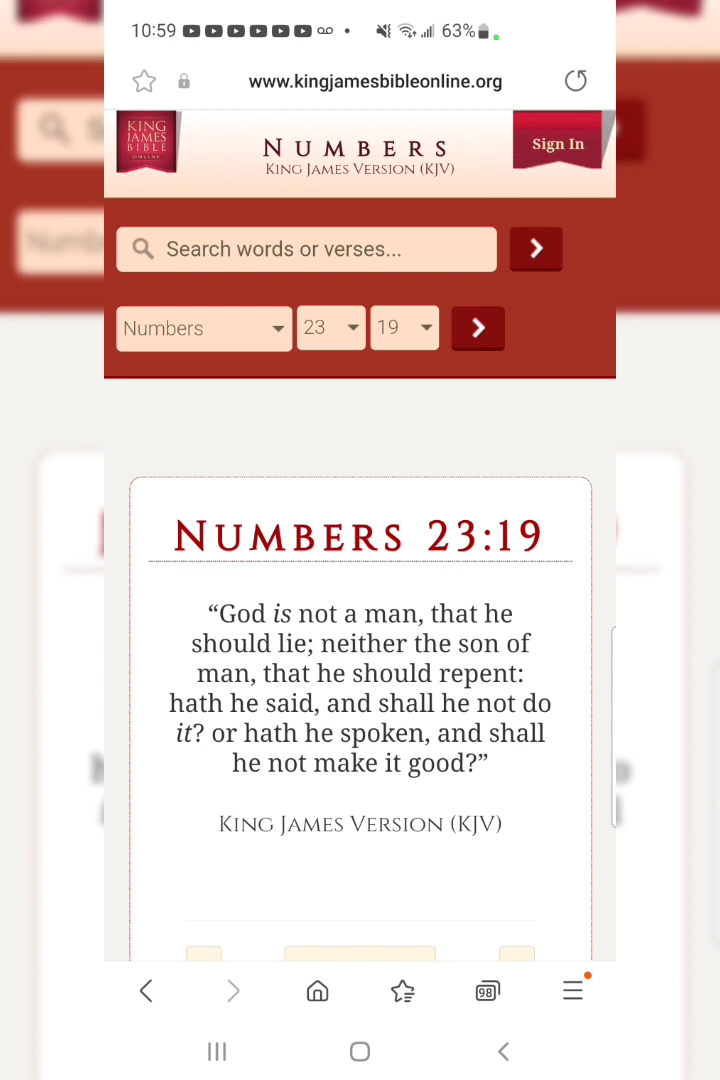 10:59 63%
www.kingjamesbibleonline.org
KING
JAMES
BIBLE
ONLINE
NUMBERS
KING JAMES VERSION (KJV)
Sign In
Search words or verses...
Numbers 23 19
NUMBERS 23:19
“God is not a man, that he
should lie; neither the son of
man, that he should repent:
hath he said, and shall he not do
it? or hath he spoken, and shall
he not make it good?”
KING JAMES VERSION (KJV)
98